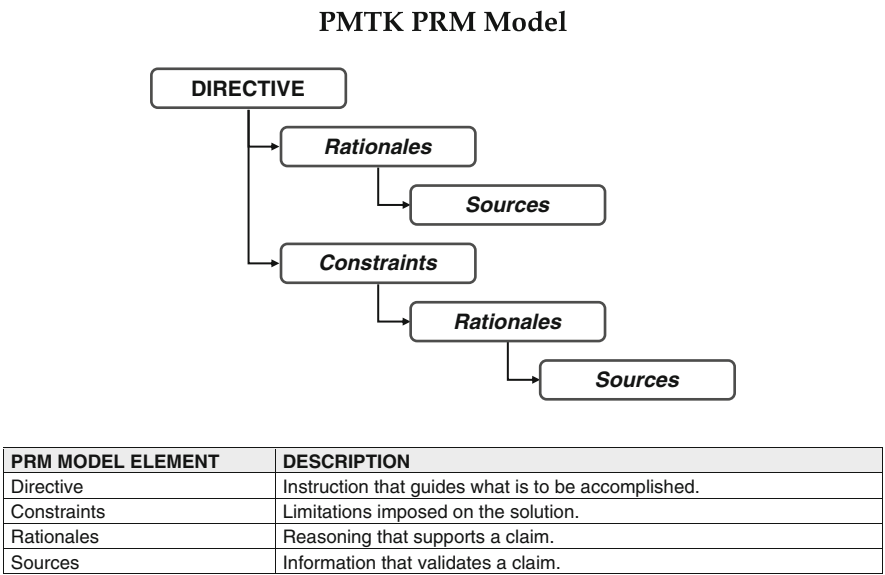 PMTK PRM Model
DIRECTIVE
Rationales
Sources
Constraints
Rationales
Sources
PRM MODEL ELEMENT DESCRIPTION
Directive Instruction that guides what is to be accomplished.
Constraints Limitations imposed on the solution.
Rationales Reasoning that supports a claim.
Sources Information that validates a claim.